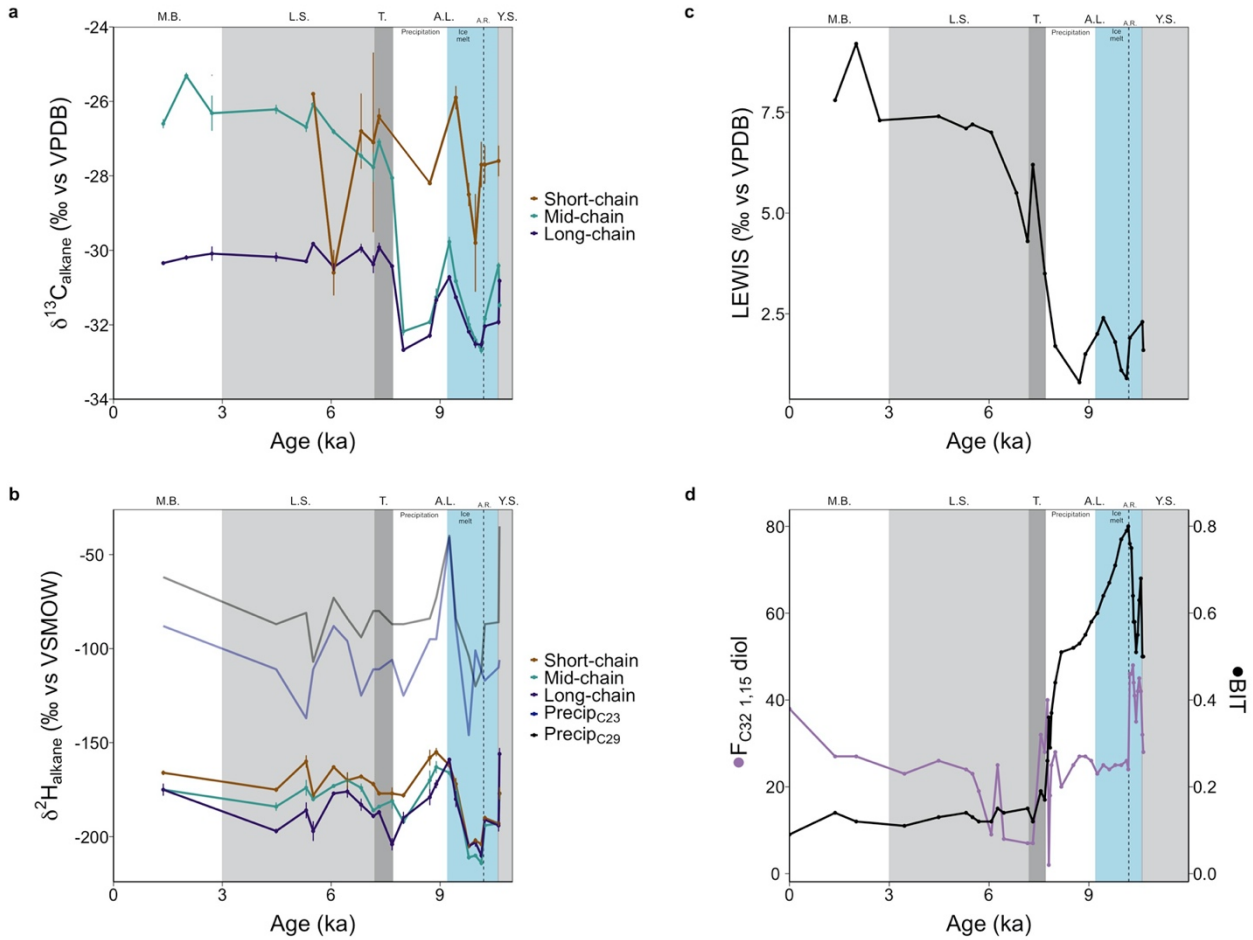 a
M.B. L.S. T. A.L. A.R. Y.S.
Precipitation Ice
melt
-24
-26
-28
-30
-32
-34
δ13Calkane (‰ vs VPDB)
0 3 6 9
Age (ka)
Short-chain
Mid-chain
Long-chain
c
M.B. L.S. T. A.L. A.R. Y.S.
Precipitation Ice
melt
7.5
5.0
2.5
LEWIS (‰ vs VPDB)
0 3 6 9
Age (ka)
b
M.B. L.S. T. A.L. A.R. Y.S.
Precipitation Ice
melt
-50
-100
-150
-200
δ2Halkane (‰ vs VSMOW)
0 3 6 9
Age (ka)
Short-chain
Mid-chain
Long-chain
PrecipC23
PrecipC29
d
M.B. L.S. T. A.L. A.R. Y.S.
Precipitation Ice
melt
80
60
40
20
0
FC32 1,15 diol
0.8
0.6
0.4
0.2
0.0
BIT
0 3 6 9
Age (ka)